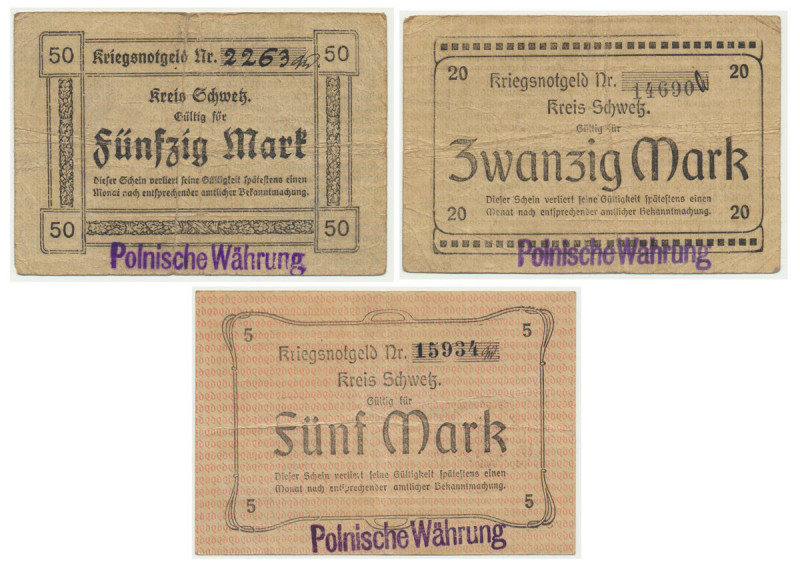 50 Kriegsnotgeld Nr. 2263 50
Kreis Schwetz.
Gültig für
Fünfzig Mark
Dieser Schein verliert seine Gültigkeit spätestens einen
Monat nach entsprechender amtlicher Bekanntmachung.
50 50
Polnische Währung
20 Kriegsnotgeld Nr. 14690 20
Kreis Schwetz.
Gültig für
Zwanzig Mark
Dieser Schein verliert seine Gültigkeit spätestens einen
20 Monat nach entsprechender amtlicher Bekanntmachung. 20
Polnische Währung
5 5
Kriegsnotgeld Nr. 15934
Kreis Schwetz.
Gültig für
Fünf Mark
Dieser Schein verliert seine Gültigkeit spätestens einen
Monat nach entsprechender amtlicher Bekanntmachung.
5 5
Polnische Währung